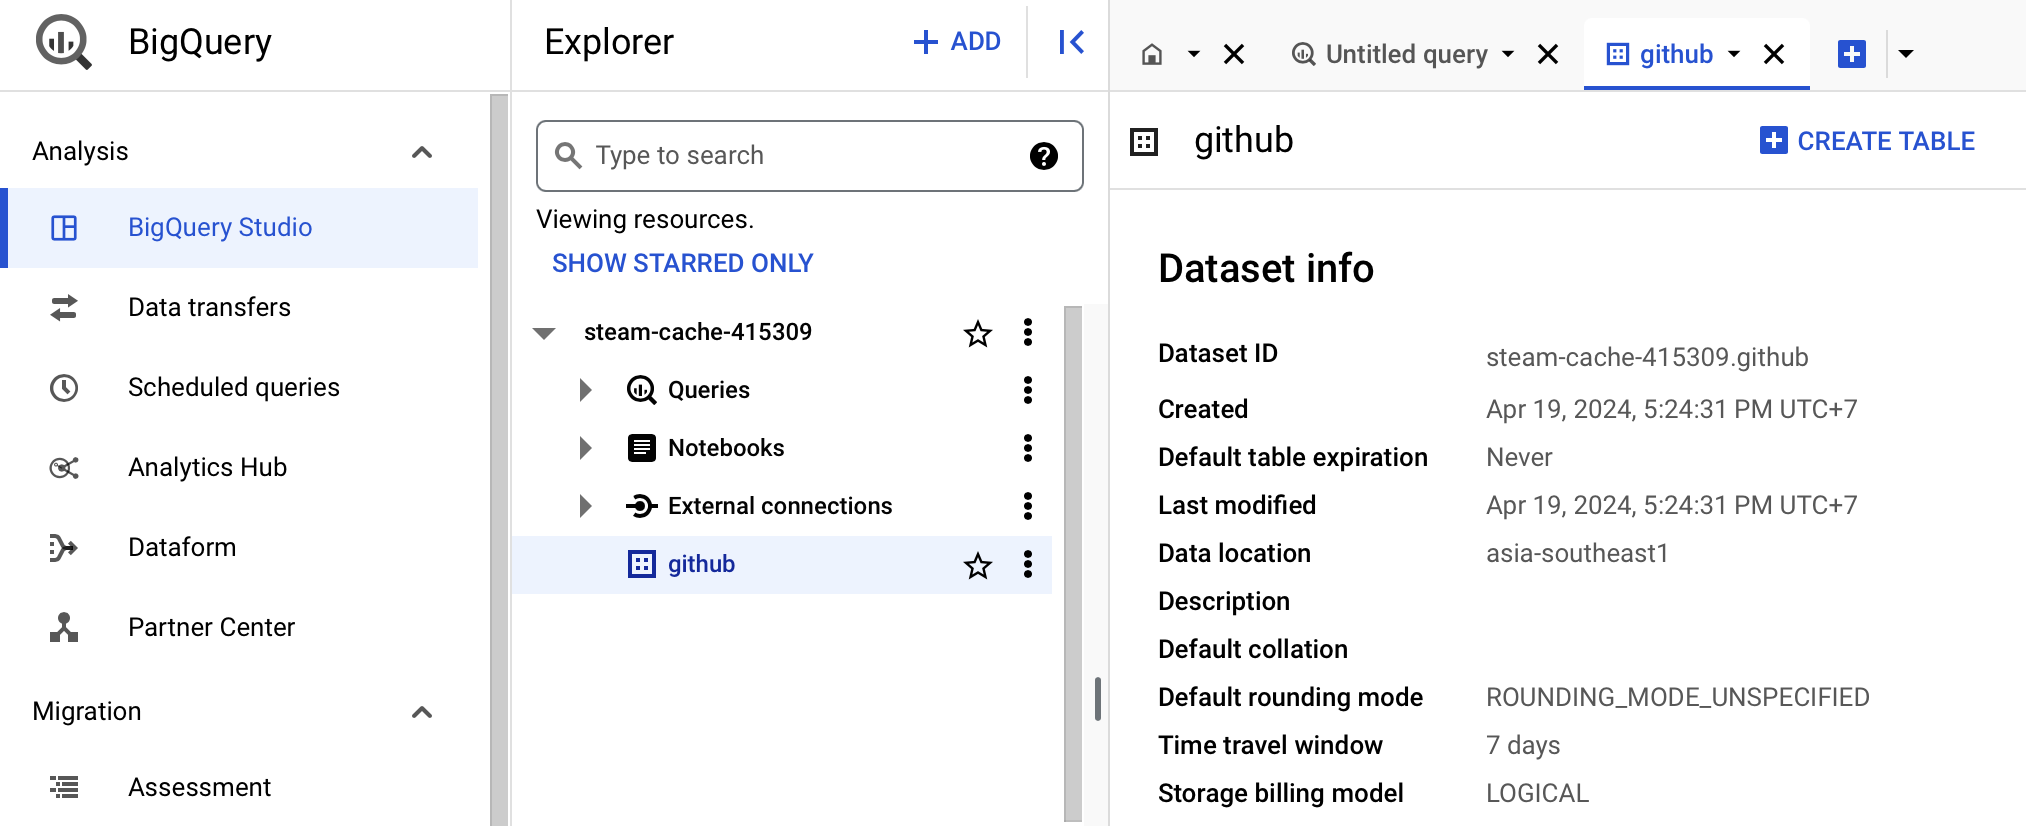 BigQuery
Analysis
BigQuery Studio
Data transfers
Scheduled queries
Analytics Hub
Dataform
Partner Center
Migration
Assessment
Explorer
ADD
Type to search
Viewing resources.
SHOW STARRED ONLY
steam-cache-415309
Queries
Notebooks
External connections
github
Untitled query
github
github
CREATE TABLE
Dataset info
Dataset ID steam-cache-415309.github
Created Apr 19, 2024, 5:24:31 PM UTC+7
Default table expiration Never
Last modified Apr 19, 2024, 5:24:31 PM UTC+7
Data location asia-southeast1
Description
Default collation
Default rounding mode ROUNDING_MODE_UNSPECIFIED
Time travel window 7 days
Storage billing model LOGICAL